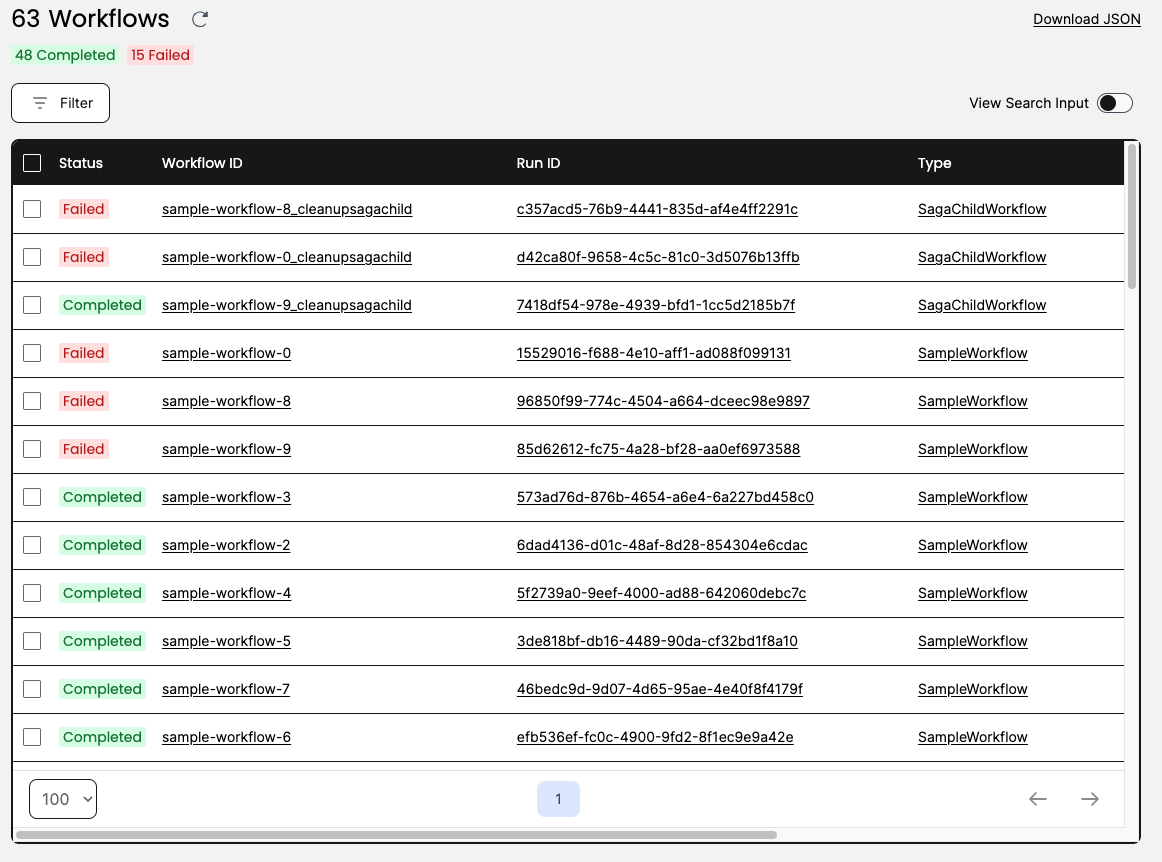 63 Workflows
Download JSON
48 Completed 15 Failed
Filter
View Search Input
Status Workflow ID Run ID Type
Failed sample-workflow-8_cleanupsagachild c357acd5-76b9-4441-835d-af4e4ff2291c SagaChildWorkflow
Failed sample-workflow-0_cleanupsagachild d42ca80f-9658-4c5c-81c0-3d5076b13ffb SagaChildWorkflow
Completed sample-workflow-9_cleanupsagachild 7418df54-978e-4939-bfd1-1cc5d2185b7f SagaChildWorkflow
Failed sample-workflow-0 15529016-f688-4e10-aff1-ad088f099131 SampleWorkflow
Failed sample-workflow-8 96850f99-774c-4504-a664-dceec98e9897 SampleWorkflow
Failed sample-workflow-9 85d62612-fc75-4a28-bf28-aa0ef6973588 SampleWorkflow
Completed sample-workflow-3 573ad76d-876b-4654-a6e4-6a227bd458c0 SampleWorkflow
Completed sample-workflow-2 6dad4136-d01c-48af-8d28-854304e6cdac SampleWorkflow
Completed sample-workflow-4 5f2739a0-9eef-4000-ad88-642060debc7c SampleWorkflow
Completed sample-workflow-5 3de818bf-db16-4489-90da-cf32bd1f8a10 SampleWorkflow
Completed sample-workflow-7 46bedc9d-9d07-4d65-95ae-4e40f8f4179f SampleWorkflow
Completed sample-workflow-6 efb536ef-fc0c-4900-9fd2-8f1ec9e9a42e SampleWorkflow
100 1